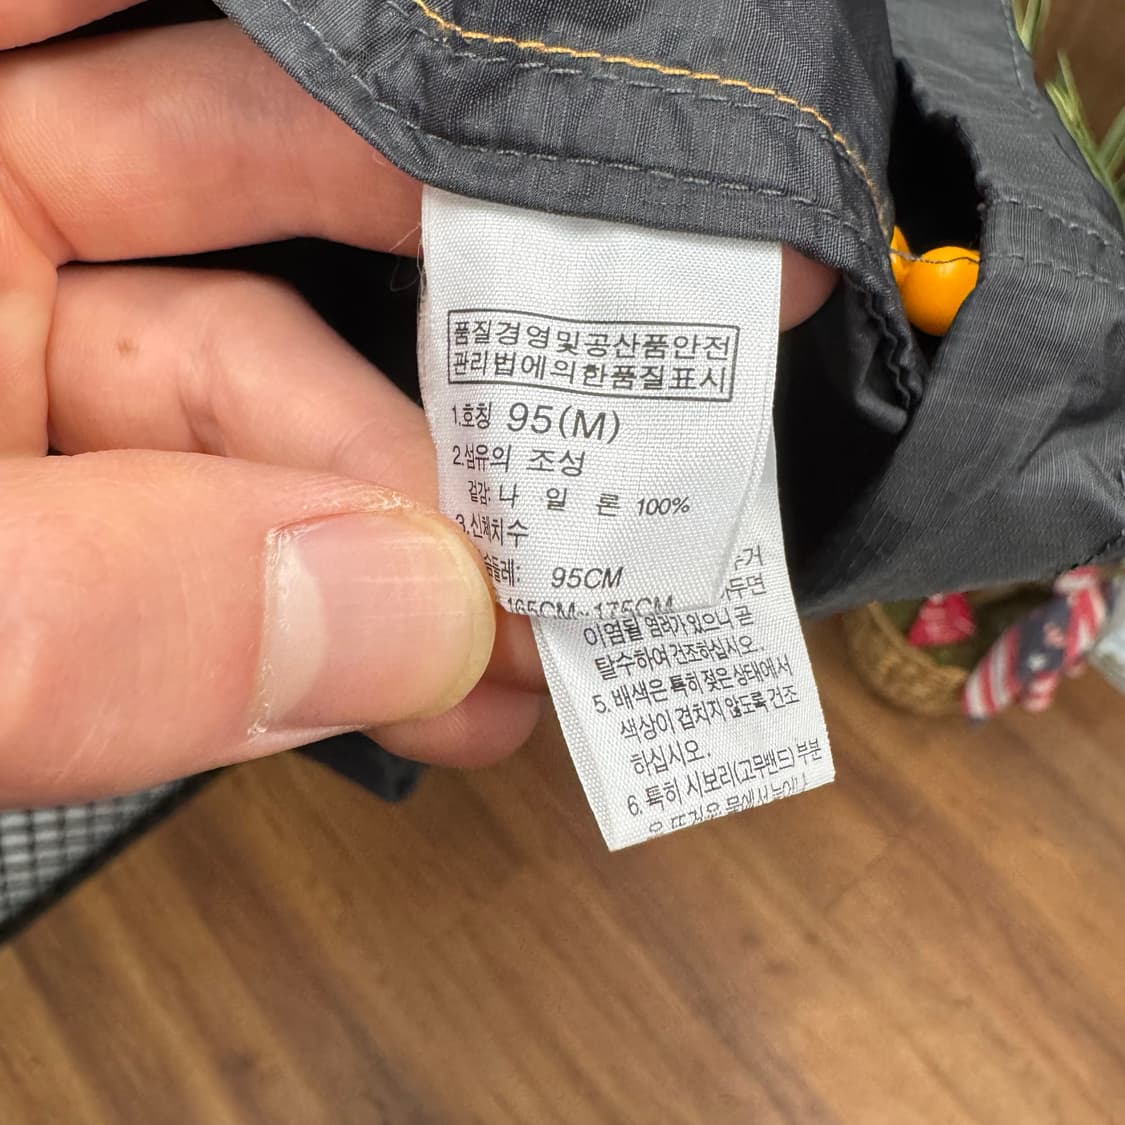 품질경영및공산품안전
관리법에의한품질표시
1.호칭 95(M)
2.섬유의 조성
겉감: 나 일 론 100%
3.신체치수
슴둘레: 95CM
165CM~175CM
이염될 염려가 있으니 곧
탈수하여 건조하십시오.
5. 배색은 특히 젖은 상태에서
색상이 겹치지 않도록 건조
하십시오.
6. 특히 시보리(고무밴드) 부분